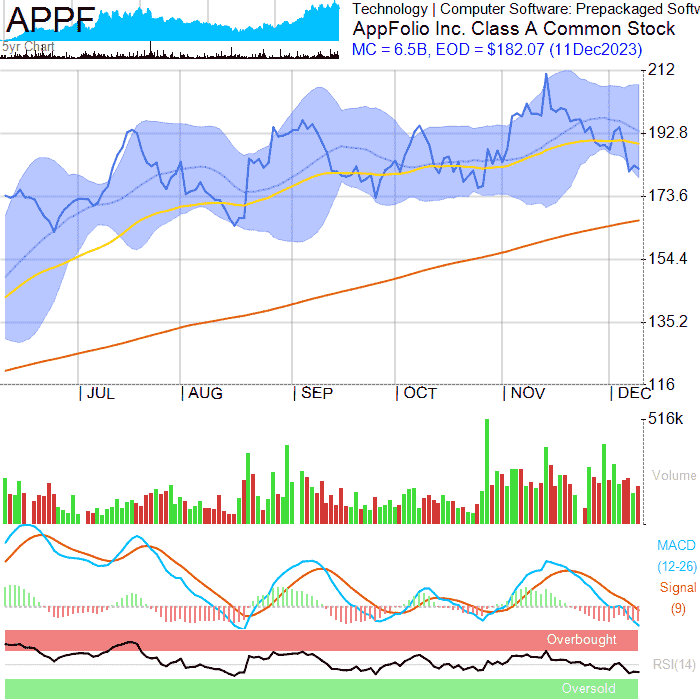 APPF
5yr Chart
Technology | Computer Software: Prepackaged Softw
AppFolio Inc. Class A Common Stock
MC = 6.5B, EOD = $182.07 (11Dec2023)
212
192.8
173.6
154.4
135.2
116
| JUL | AUG | SEP | OCT | NOV | DEC
516k
Volume
MACD
(12-26)
Signal
(9)
Overbought
RSI(14)
Oversold